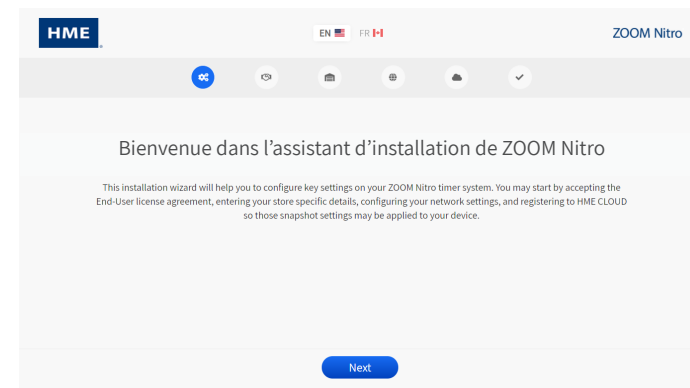 HME
EN FR
ZOOM Nitro
Bienvenue dans l’assistant d’installation de ZOOM Nitro
This installation wizard will help you to configure key settings on your ZOOM Nitro timer system. You may start by accepting the
End-User license agreement, entering your store specific details, configuring your network settings, and registering to HME CLOUD
so those snapshot settings may be applied to your device.
Next